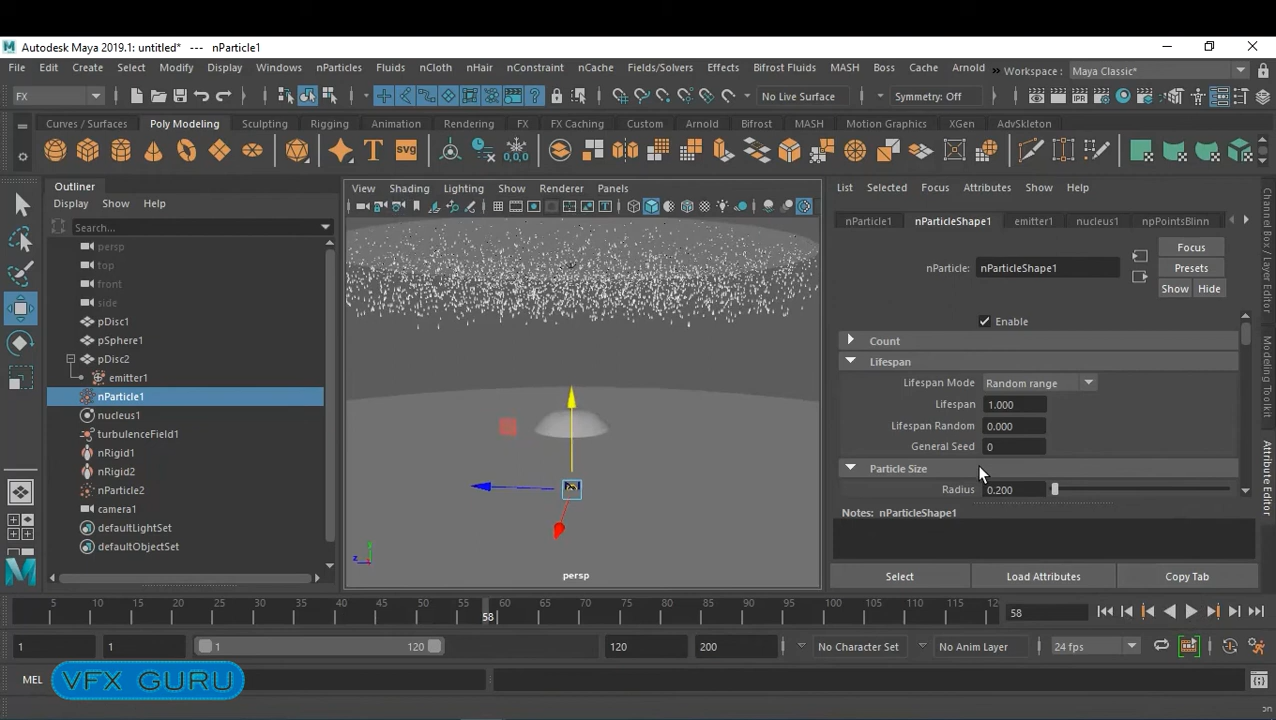 Autodesk Maya 2019.1: untitled* --- nParticle1
File Edit Create Select Modify Display Windows nParticles Fluids nCloth nHair nConstraint nCache Fields/Solvers Effects Bifrost Fluids MASH Boss Cache Arnold » Workspace : Maya Classic*
FX No Live Surface Symmetry: Off
Curves / Surfaces Poly Modeling Sculpting Rigging Animation Rendering FX FX Caching Custom Arnold Bifrost MASH Motion Graphics XGen AdvSkeleton
T svg 0,0,0
Outliner
Display Show Help
Search...
persp
top
front
side
pDisc1
pSphere1
pDisc2
emitter1
nParticle1
nucleus1
turbulenceField1
nRigid1
nRigid2
nParticle2
camera1
defaultLightSet
defaultObjectSet
View Shading Lighting Show Renderer Panels
y
z
persp
List Selected Focus Attributes Show Help
nParticle1 nParticleShape1 emitter1 nucleus1 npPointsBlinn
Focus
nParticle: nParticleShape1 Presets
Show Hide
Enable
Count
Lifespan
Lifespan Mode Random range
Lifespan 1.000
Lifespan Random 0.000
General Seed 0
Particle Size
Radius 0.200
Notes: nParticleShape1
Select Load Attributes Copy Tab
Channel Box / Layer Editor
Modeling Toolkit
Attribute Editor
5 10 15 20 25 30 35 40 45 50 55 60 65 70 75 80 85 90 95 100 105 110 115 12
58 58
1 1 1 120 120 200 No Character Set No Anim Layer 24 fps
MEL VFX GURU